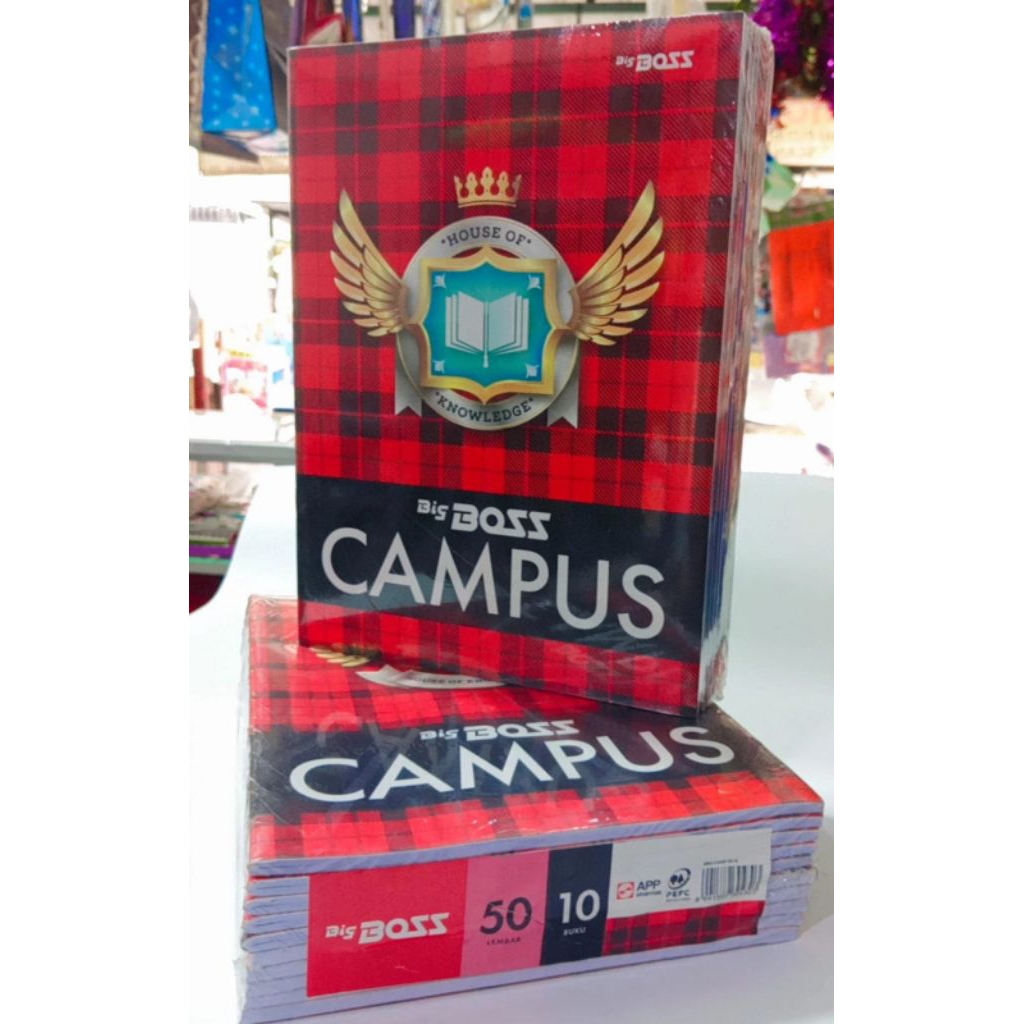 Big BOSS
*HOUSE OF*
*KNOWLEDGE*
Big BOSS
CAMPUS
Big BOSS
CAMPUS
Big BOSS
50
LEMBAR
10
BUKU
APP
PEFC